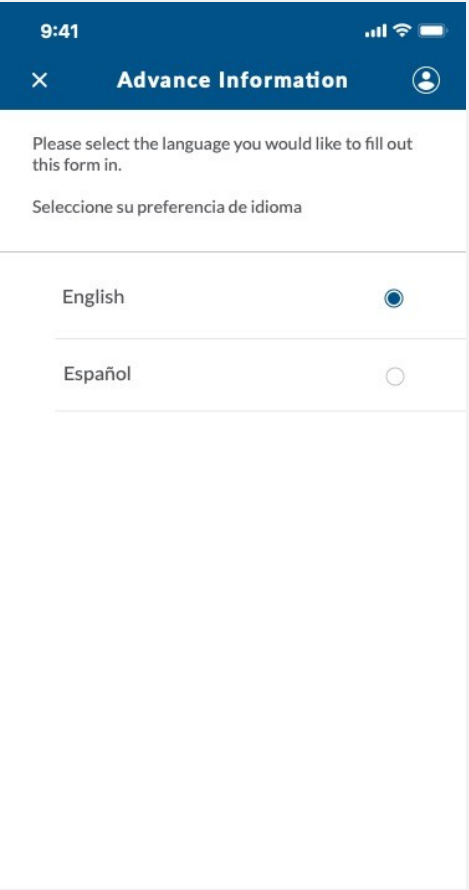 9:41
Advance Information
Please select the language you would like to fill out
this form in.
Seleccione su preferencia de idioma
English
Español